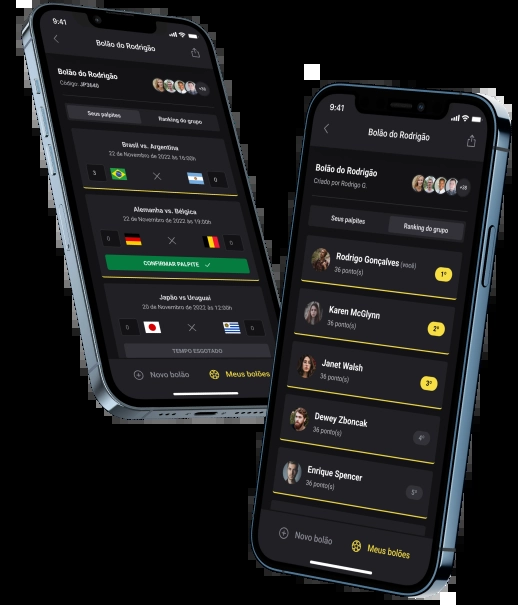 9:41
Bolão do Rodrigão
Bolão do Rodrigão
Código: JP3646
+28
Seus palpites
Ranking do grupo
Brasil vs. Argentina
22 de Novembro de 2022 às 16:00h
3
0
Alemanha vs. Bélgica
22 de Novembro de 2022 às 19:00h
0
0
CONFIRMAR PALPITE
Japão vs Uruguai
20 de Novembro de 2022 às 12:00h
0
0
TEMPO ESGOTADO
Novo bolão
Meus bolões
9:41
Bolão do Rodrigão
Bolão do Rodrigão
Criado por Rodrigo G.
+28
Seus palpites
Ranking do grupo
Rodrigo Gonçalves (você)
36 ponto(s)
1º
Karen McGlynn
36 ponto(s)
2º
Janet Walsh
36 ponto(s)
3º
Dewey Zboncak
36 ponto(s)
4º
Enrique Spencer
36 ponto(s)
5º
Novo bolão
Meus bolões